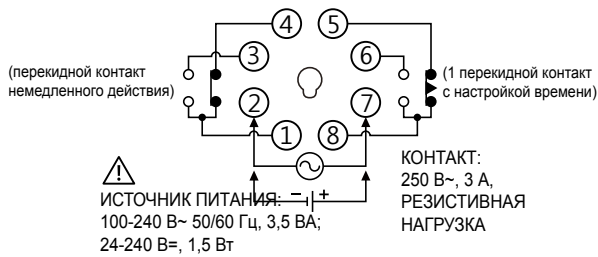 4 5
3 6
(перекидной контакт
немедленного действия)
(1 перекидной контакт
с настройкой времени)
2 7
1 8
ИСТОЧНИК ПИТАНИЯ:
100-240 В~ 50/60 Гц, 3,5 ВА;
24-240 В=, 1,5 Вт
− +
КОНТАКТ:
250 В~, 3 А,
РЕЗИСТИВНАЯ
НАГРУЗКА